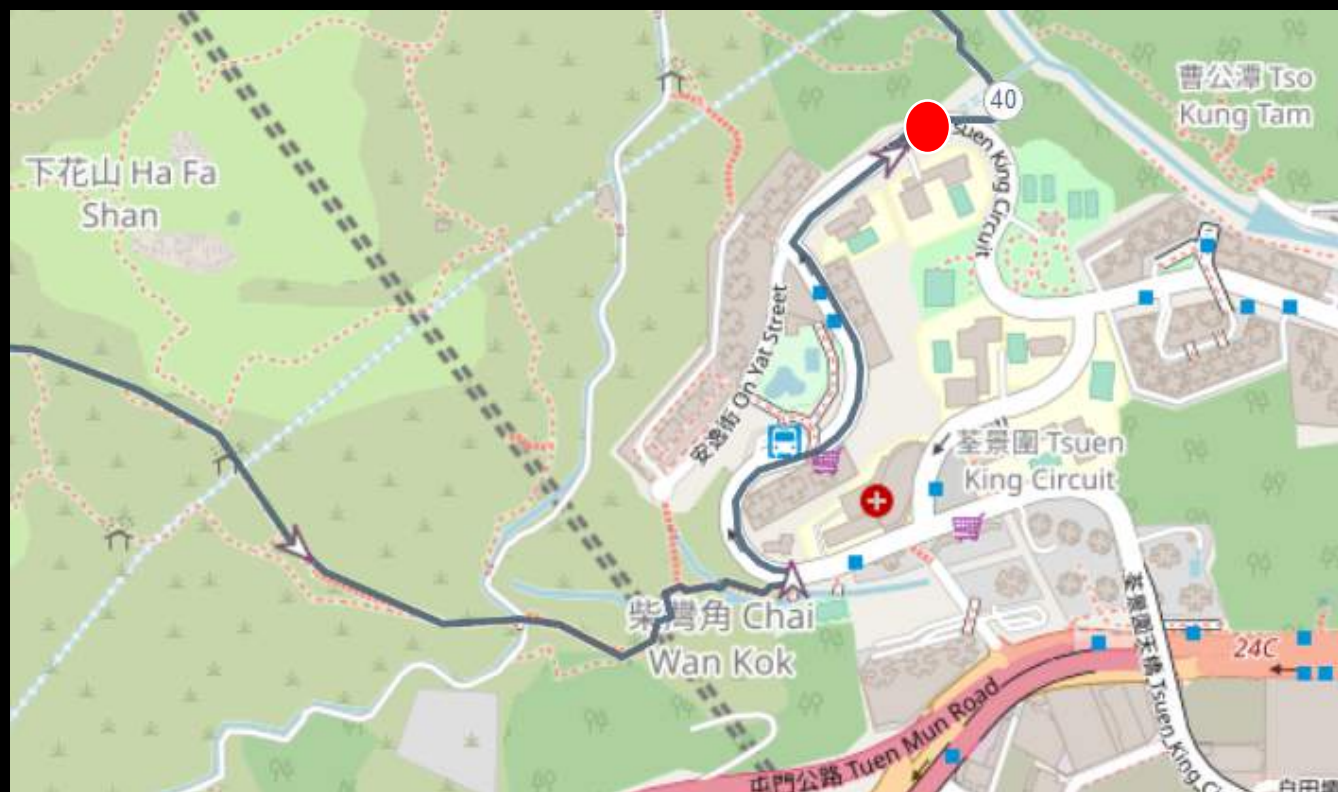 40
曹公潭 Tso
Kung Tam
下花山 Ha Fa
Shan
Tsuen King Circuit
安逸街 On Yat Street
荃景圍 Tsuen
King Circuit
柴灣角 Chai
Wan Kok
24C
屯門公路 Tuen Mun Road
荃景圍天橋 Tsuen King